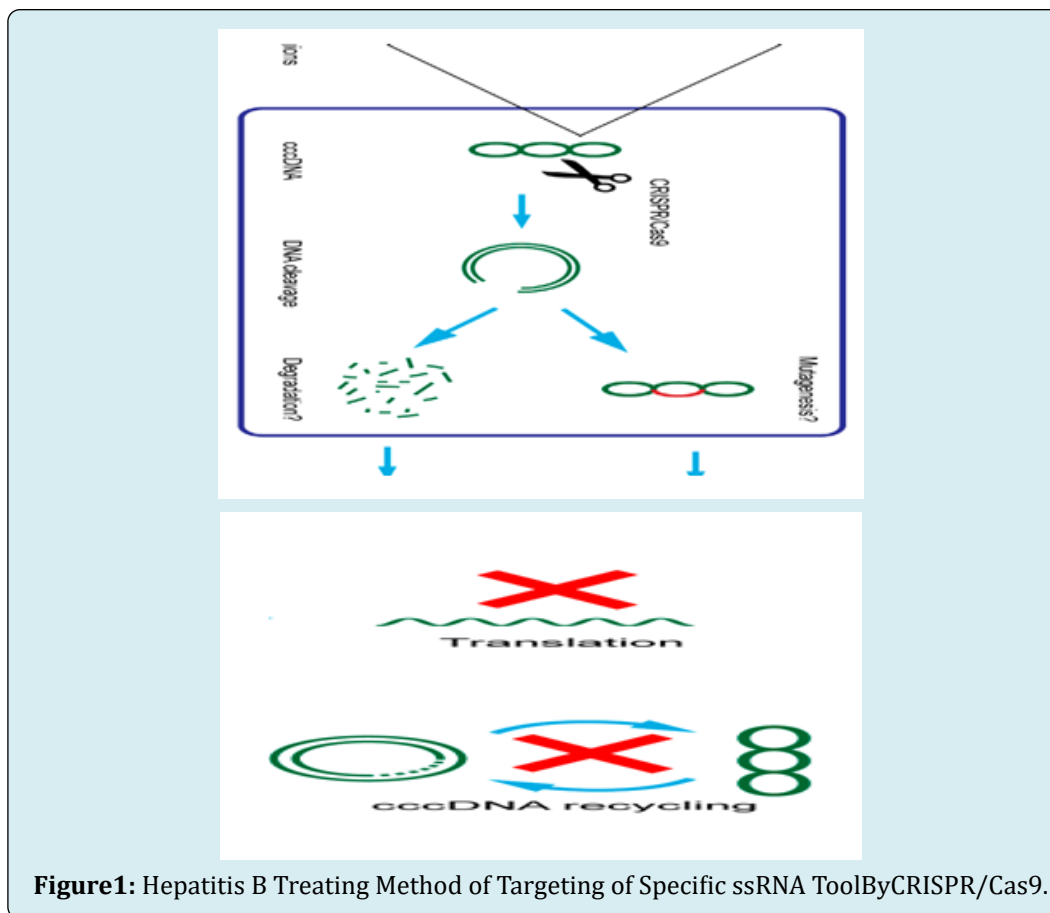 ions
cccDNA
CRISPR/Cas9
DNA cleavage
Degradation?
Mutagenesis?
Translation
cccDNA recycling
Figure1: Hepatitis B Treating Method of Targeting of Specific ssRNA ToolByCRISPR/Cas9.